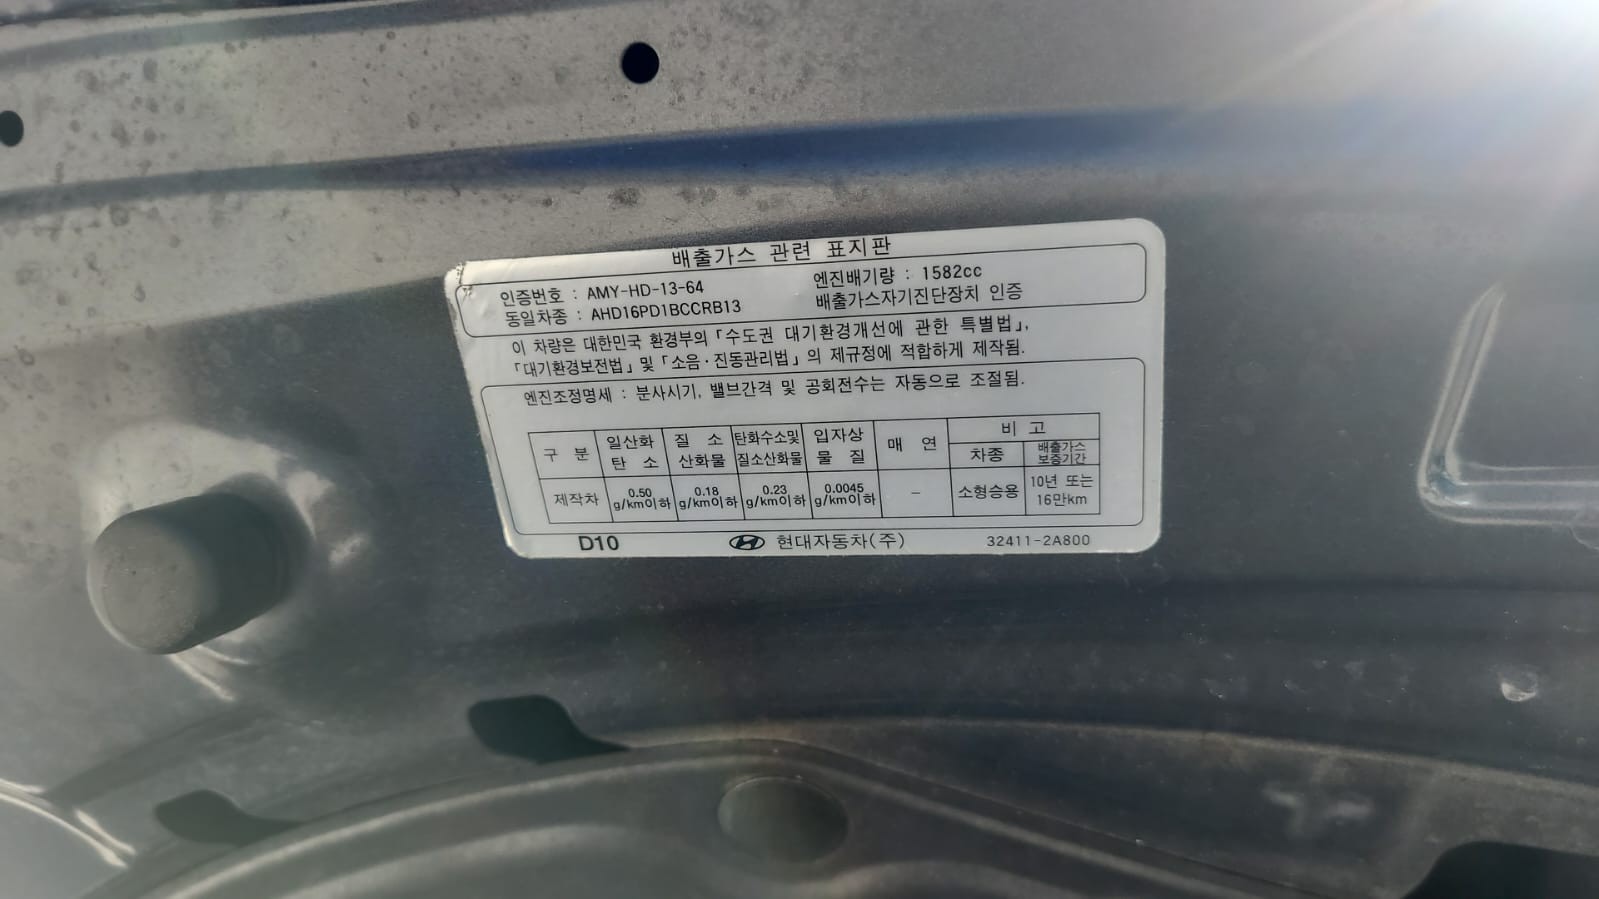 배출가스 관련 표지판
인증번호 : AMY-HD-13-64 엔진배기량 : 1582cc
동일차종 : AHD16PD1BCCRB13 배출가스자기진단장치 인증
이 차량은 대한민국 환경부의 「수도권 대기환경개선에 관한 특별법」,
「대기환경보전법」 및 「소음·진동관리법」의 제규정에 적합하게 제작됨.
엔진조정명세 : 분사시기, 밸브간격 및 공회전수는 자동으로 조절됨.
구 분 일산화 탄 소 질 소 산화물 탄화수소및 질소산화물 입자상 물 질 매 연 비 고
차종 배출가스 보증기간
제작차 0.50 g/km이하 0.18 g/km이하 0.23 g/km이하 0.0045 g/km이하 - 소형승용 10년 또는 16만km
D10 현대자동차(주) 32411-2A800